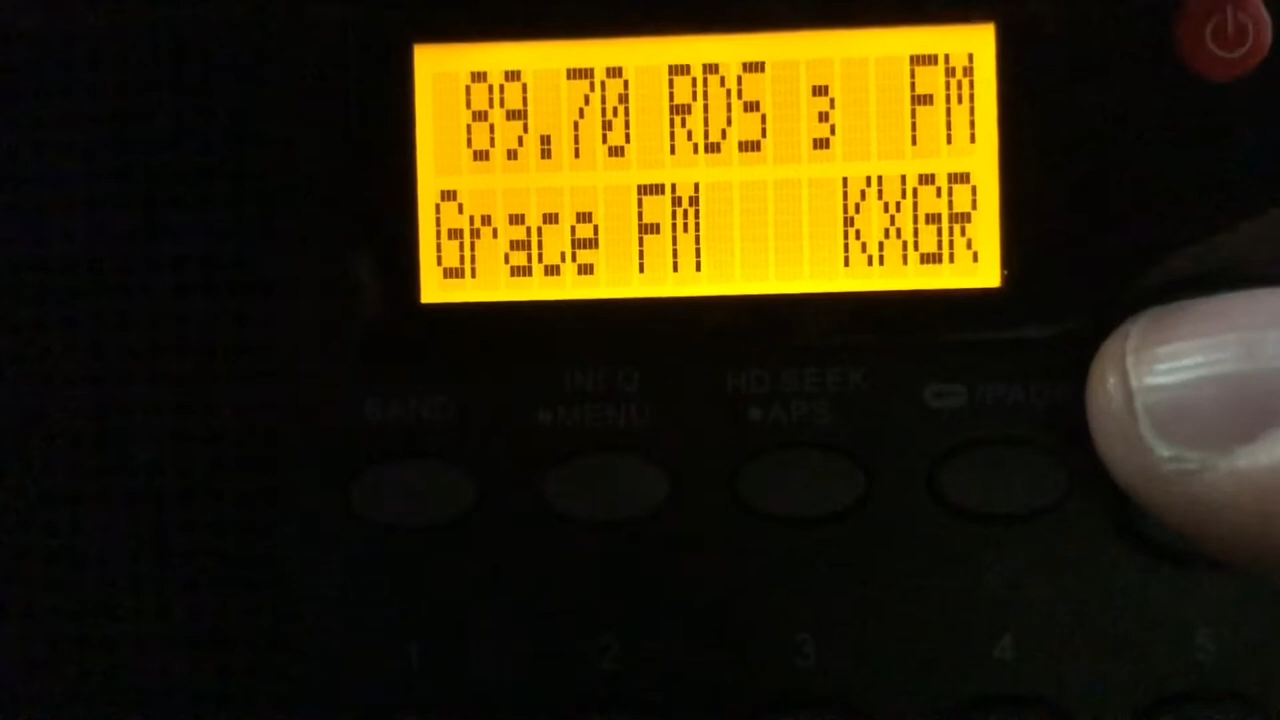 89.70 RDS 3 FM
Grace FM KXGR
BAND
INFO
•MENU
HD SEEK
•APS
/PAUSE
1 2 3 4 5